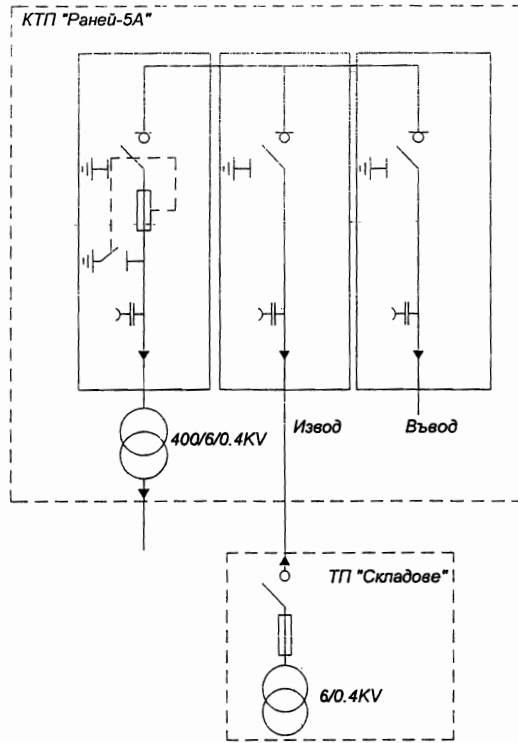 КТП "Раней-5А"
400/6/0.4KV
Извод
Въвод
ТП "Складове"
6/0.4KV